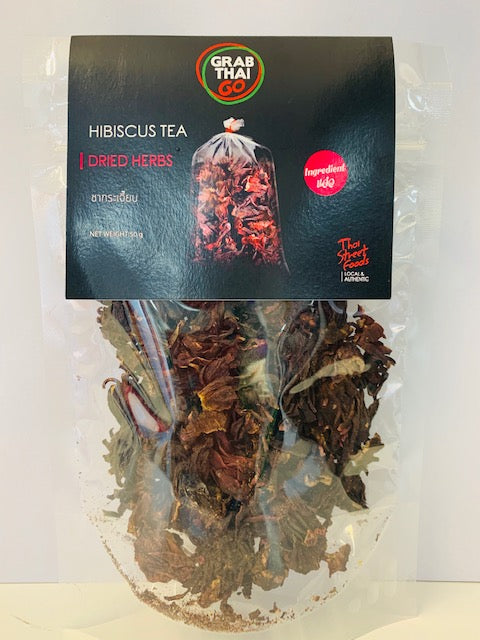 GRAB
THAI
GO
HIBISCUS TEA
DRIED HERBS
ชากระเจี๊ยบ
NET WEIGHT 50 g
Ingredient
Thai
Street
Foods
LOCAL &
AUTHENTIC